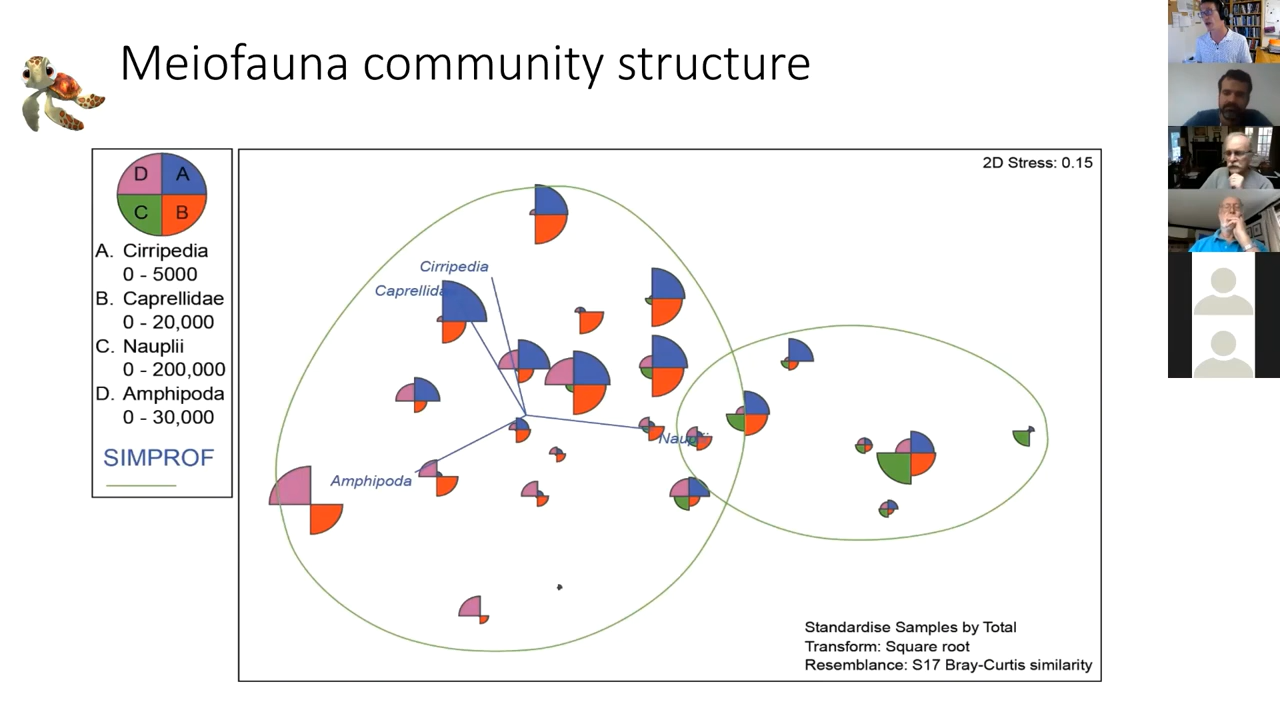 Meiofauna community structure
D A
C B
A. Cirripedia
0 - 5000
B. Caprellidae
0 - 20,000
C. Nauplii
0 - 200,000
D. Amphipoda
0 - 30,000
SIMPROF
2D Stress: 0.15
Cirripedia
Caprellidae
Nauplii
Amphipoda
Standardise Samples by Total
Transform: Square root
Resemblance: S17 Bray-Curtis similarity